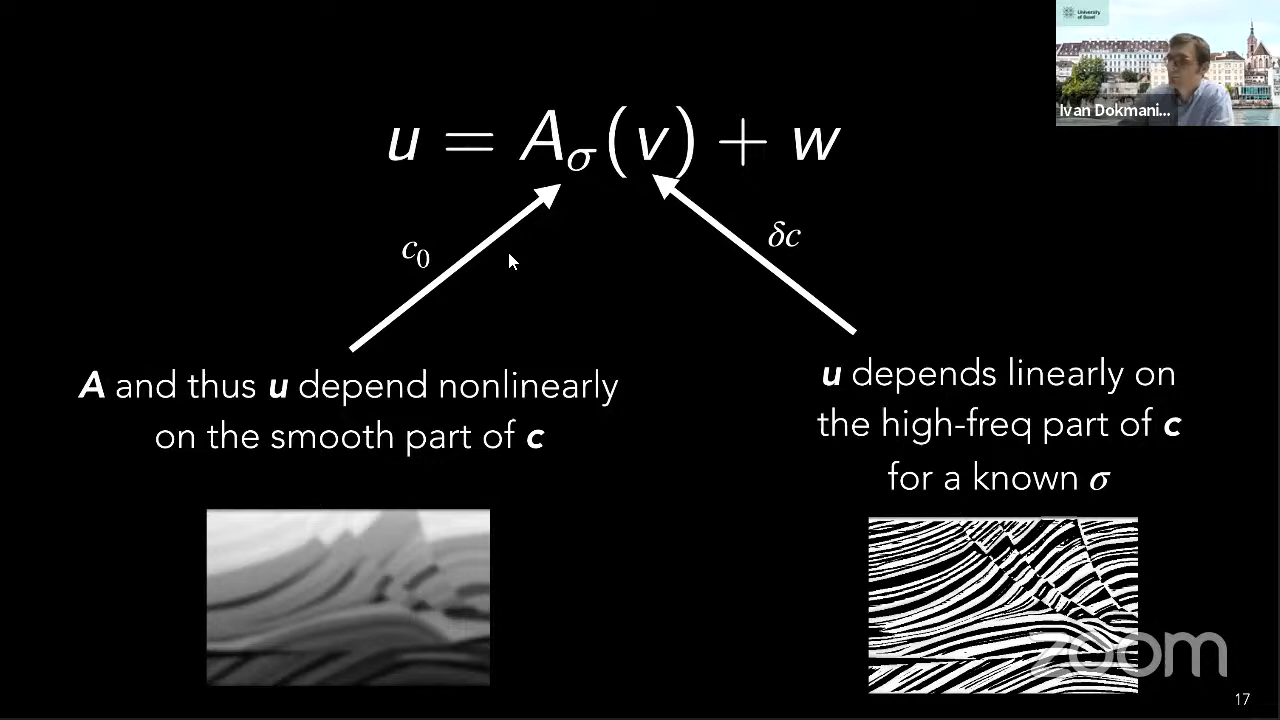 University
of Basel
Ivan Dokmani...
u = A_σ(v) + w
c₀
δc
A and thus u depend nonlinearly
on the smooth part of c
u depends linearly on
the high-freq part of c
for a known σ
zoom
17